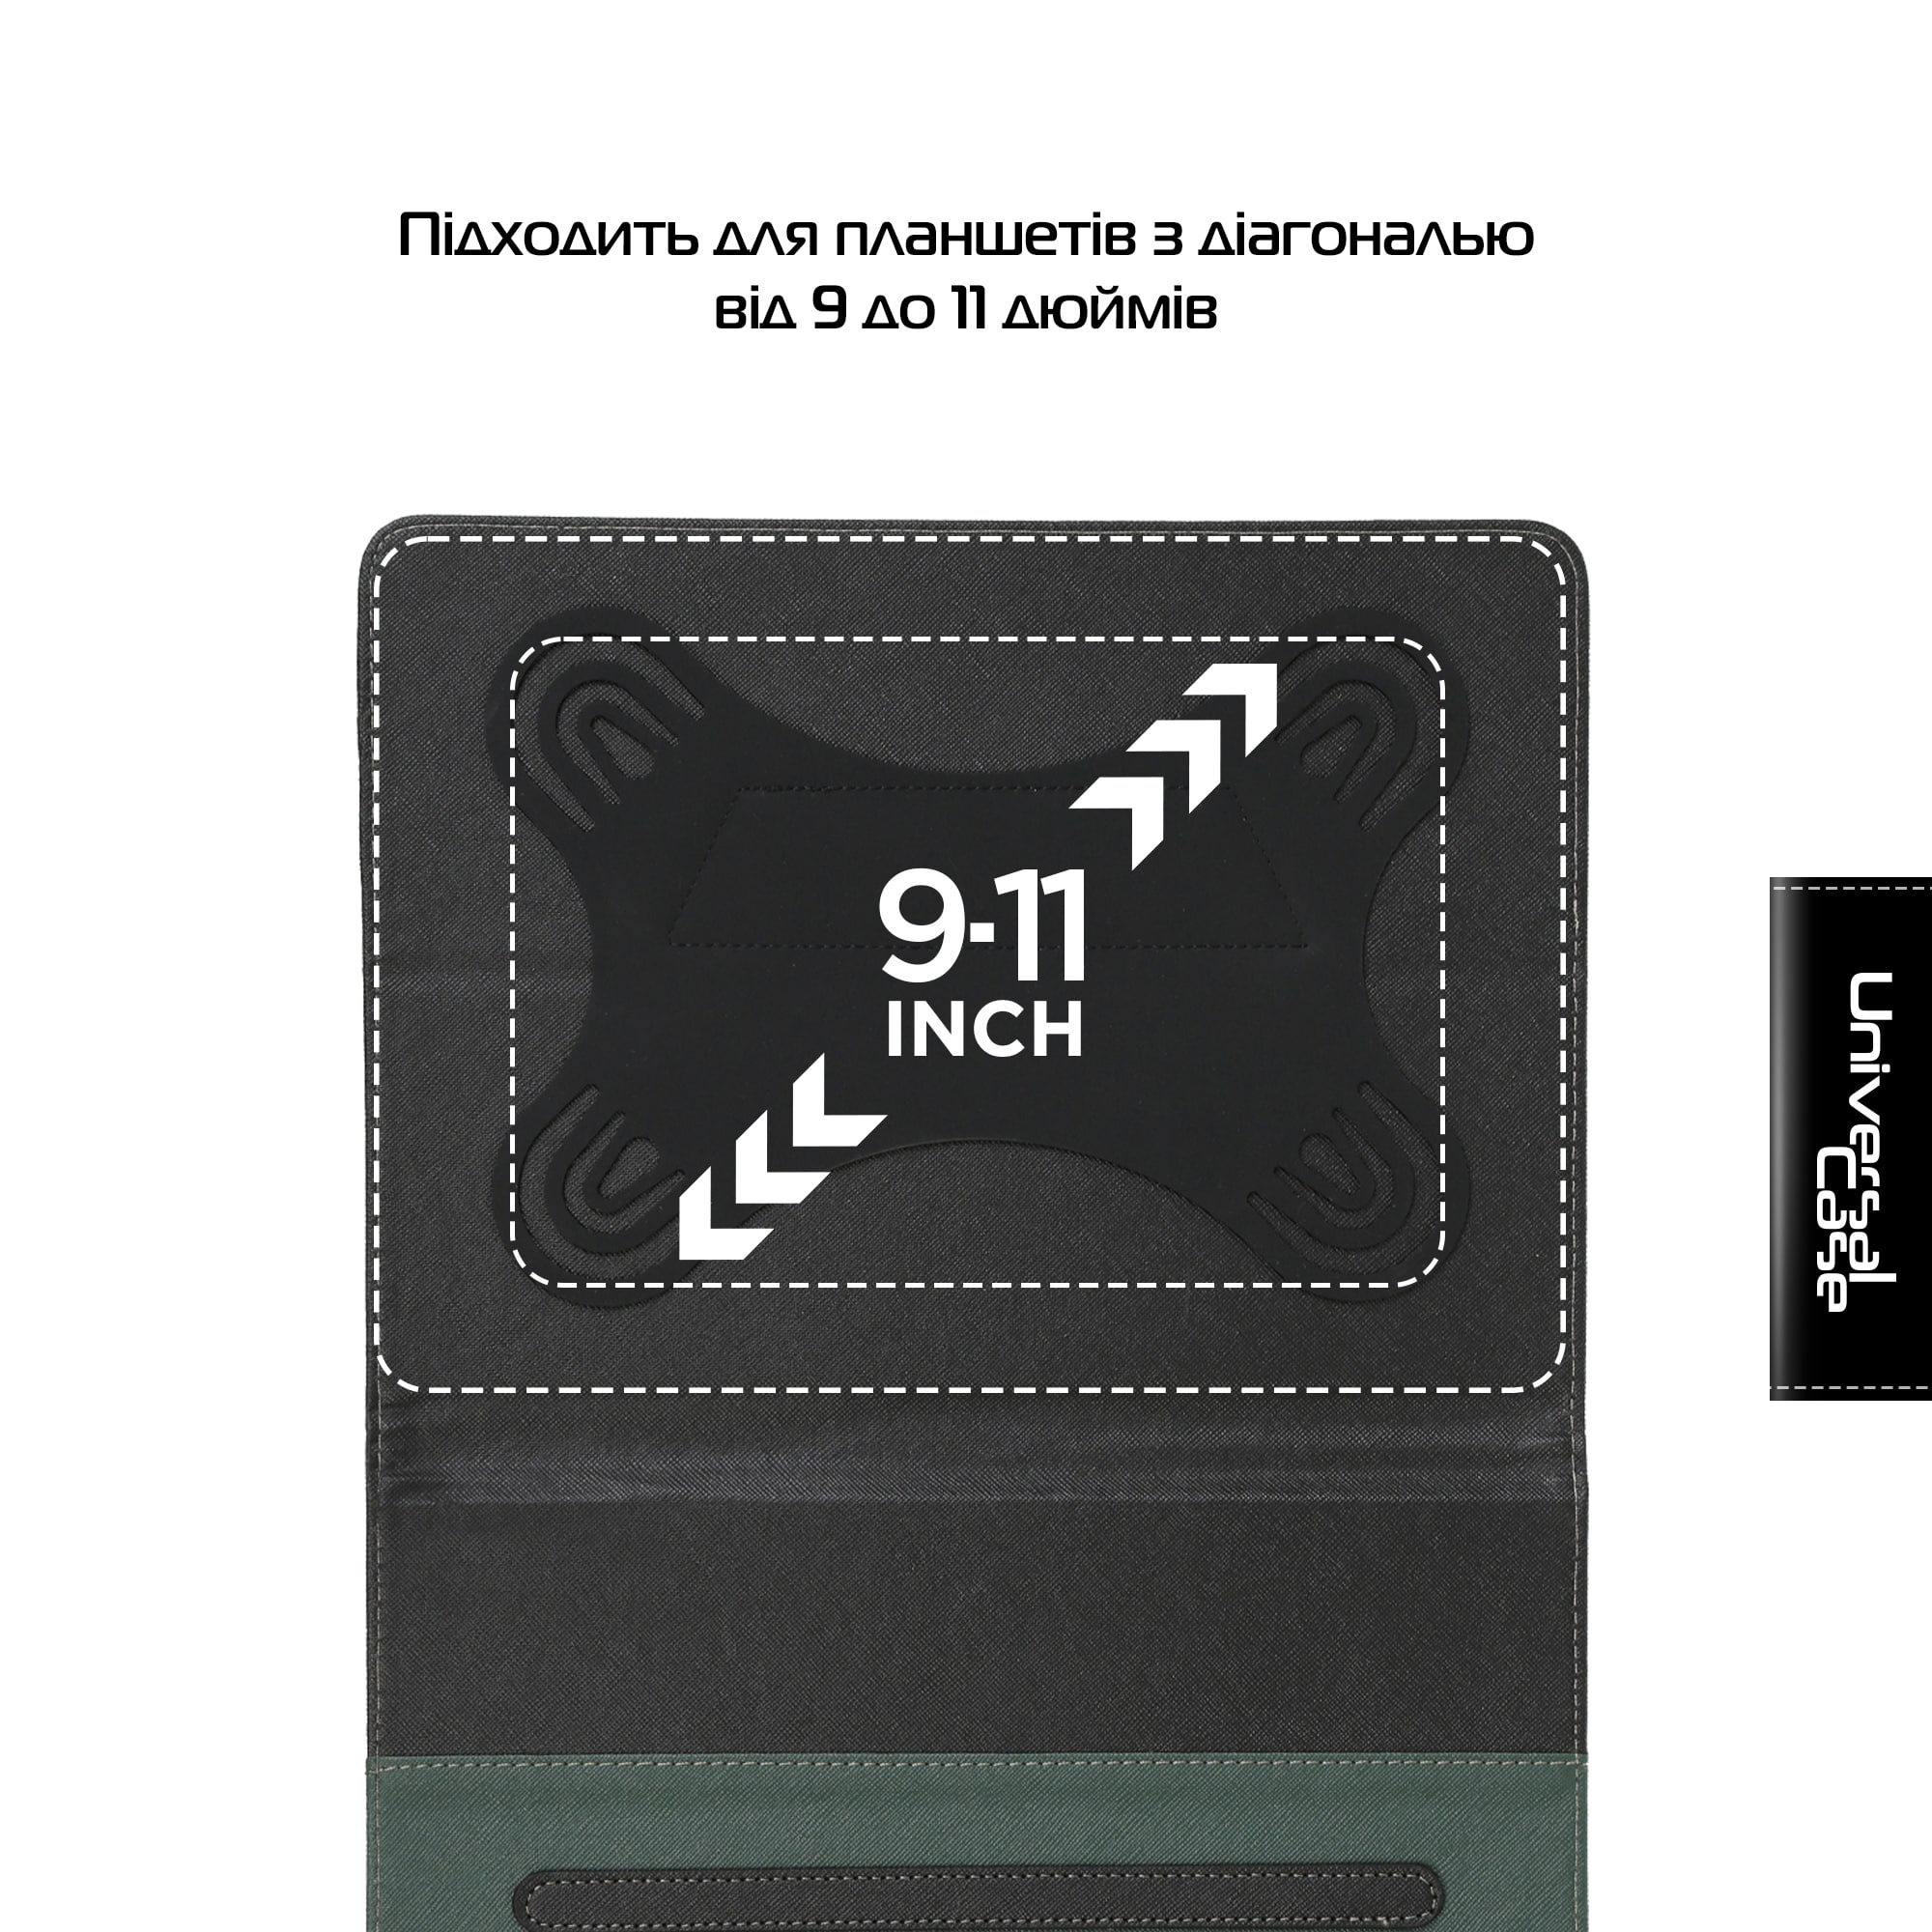 Підходить для планшетів з діагональю
від 9 до 11 дюймів
9-11
INCH
Universal
Case